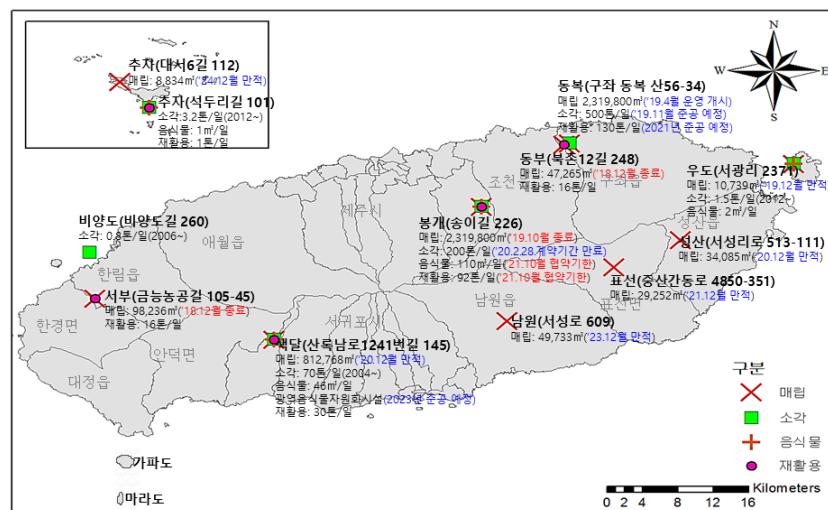 추자(대서6길 112)
매립: 8,834㎥('24.12월 만적)
추자(석두리길 101)
소각:3.2톤/일(2012~)
음식물: 1㎥/일
재활용: 1톤/일
N
W
E
S
동복(구좌 동복 산56-34)
매립 2,319,800㎥('19.4월 운영 개시)
소각: 500톤/일('19.11월 준공 예정)
재활용: 130톤/일(2021년 준공 예정)
동부(북촌12길 248)
매립: 47,265㎥('18.12월 종료)
재활용: 16톤/일
우도(서광리 2371)
매립: 10,739㎥('19.12월 만적)
소각: 1.5톤/일(2012~)
음식물: 2㎥/일
조천읍
구좌읍
제주시
애월읍
성산읍
비양도(비양도길 260)
소각: 0.8톤/일(2006~)
봉개(송이길 226)
매립: 2,319,800㎥('19.10월 종료)
소각: 200톤/일('20.2.28.계약기간 만료)
음식물: 110㎥/일('21.10월 협약기한)
재활용: 92톤/일('21.10월 협약기한)
성산(서성리로 513-111)
매립: 34,085㎥('20.12월 만적)
표선(중산간동로 4850-351)
매립: 29,252㎥('21.12월 만적)
한림읍
서부(금능농공길 105-45)
매립: 98,236㎥('18.12월 종료)
재활용: 16톤/일
한경면
남원읍
표선면
남원(서성로 609)
매립: 49,733㎥('23.12월 만적)
서귀포시
안덕면
대정읍
색달(산록남로1241번길 145)
매립: 812,768㎥('20.12월 만적)
소각: 70톤/일(2004~)
음식물: 46㎥/일
광역음식물자원화시설(2023년 준공 예정)
재활용: 30톤/일
구분
매립
소각
음식물
재활용
가파도
마라도
Kilometers
0 2 4 8 12 16